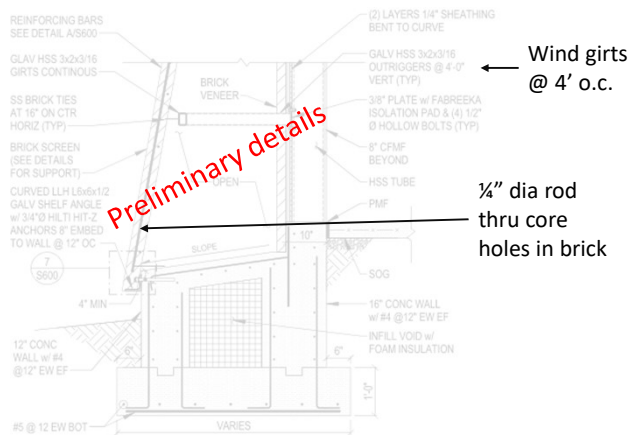 REINFORCING BARS
SEE DETAIL A/S600
GLAV HSS 3x2x3/16
GIRTS CONTINOUS
SS BRICK TIES
AT 16" ON CTR
HORIZ (TYP)
BRICK SCREEN
(SEE DETAILS
FOR SUPPORT)
CURVED LLH L6x6x1/2
GALV SHELF ANGLE
w/ 3/4"Ø HILTI HIT-Z
ANCHORS 8" EMBED
TO WALL @ 12" OC
7
S600
4" MIN
12" CONC
WALL w/ #4
@12" EW EF
6"
#5 @ 12 EW BOT
BRICK
VENEER
OPEN
SLOPE
10"
VARIES
Preliminary details
(2) LAYERS 1/4" SHEATHING
BENT TO CURVE
GALV HSS 3x2x3/16
OUTRIGGERS @ 4'-0"
VERT (TYP)
3/8" PLATE w/ FABREEKA
ISOLATION PAD & (4) 1/2"
Ø HOLLOW BOLTS (TYP)
8" CFMF
BEYOND
HSS TUBE
PMF
SOG
16" CONC WALL
w/ #4 @12" EW EF
INFILL VOID w/
FOAM INSULATION
6"
1'-0"
Wind girts
@ 4' o.c.
¼" dia rod
thru core
holes in brick